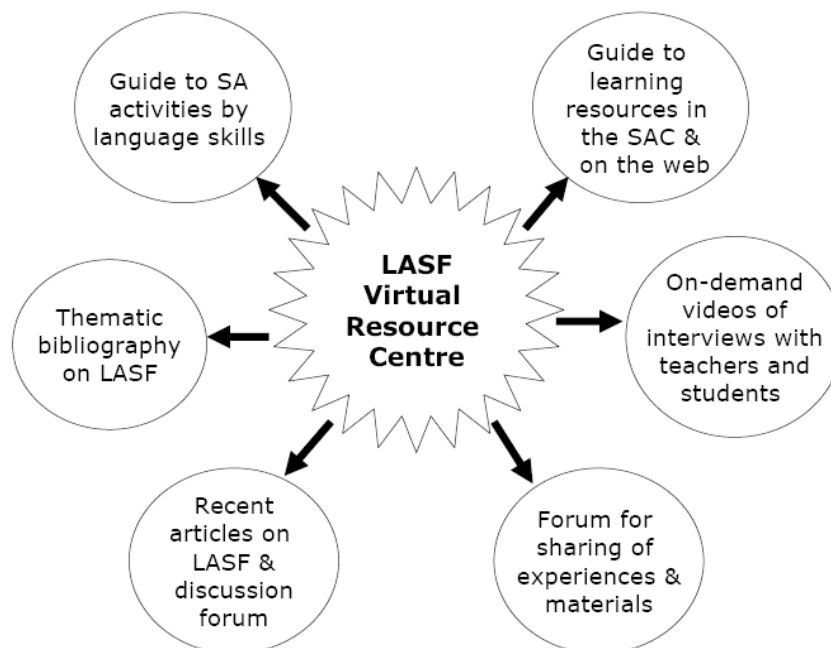 Guide to SA
activities by
language skills
Guide to
learning
resources in
the SAC &
on the web
LASF
Virtual
Resource
Centre
Thematic
bibliography
on LASF
On-demand
videos of
interviews with
teachers and
students
Recent
articles on
LASF &
discussion
forum
Forum for
sharing of
experiences &
materials